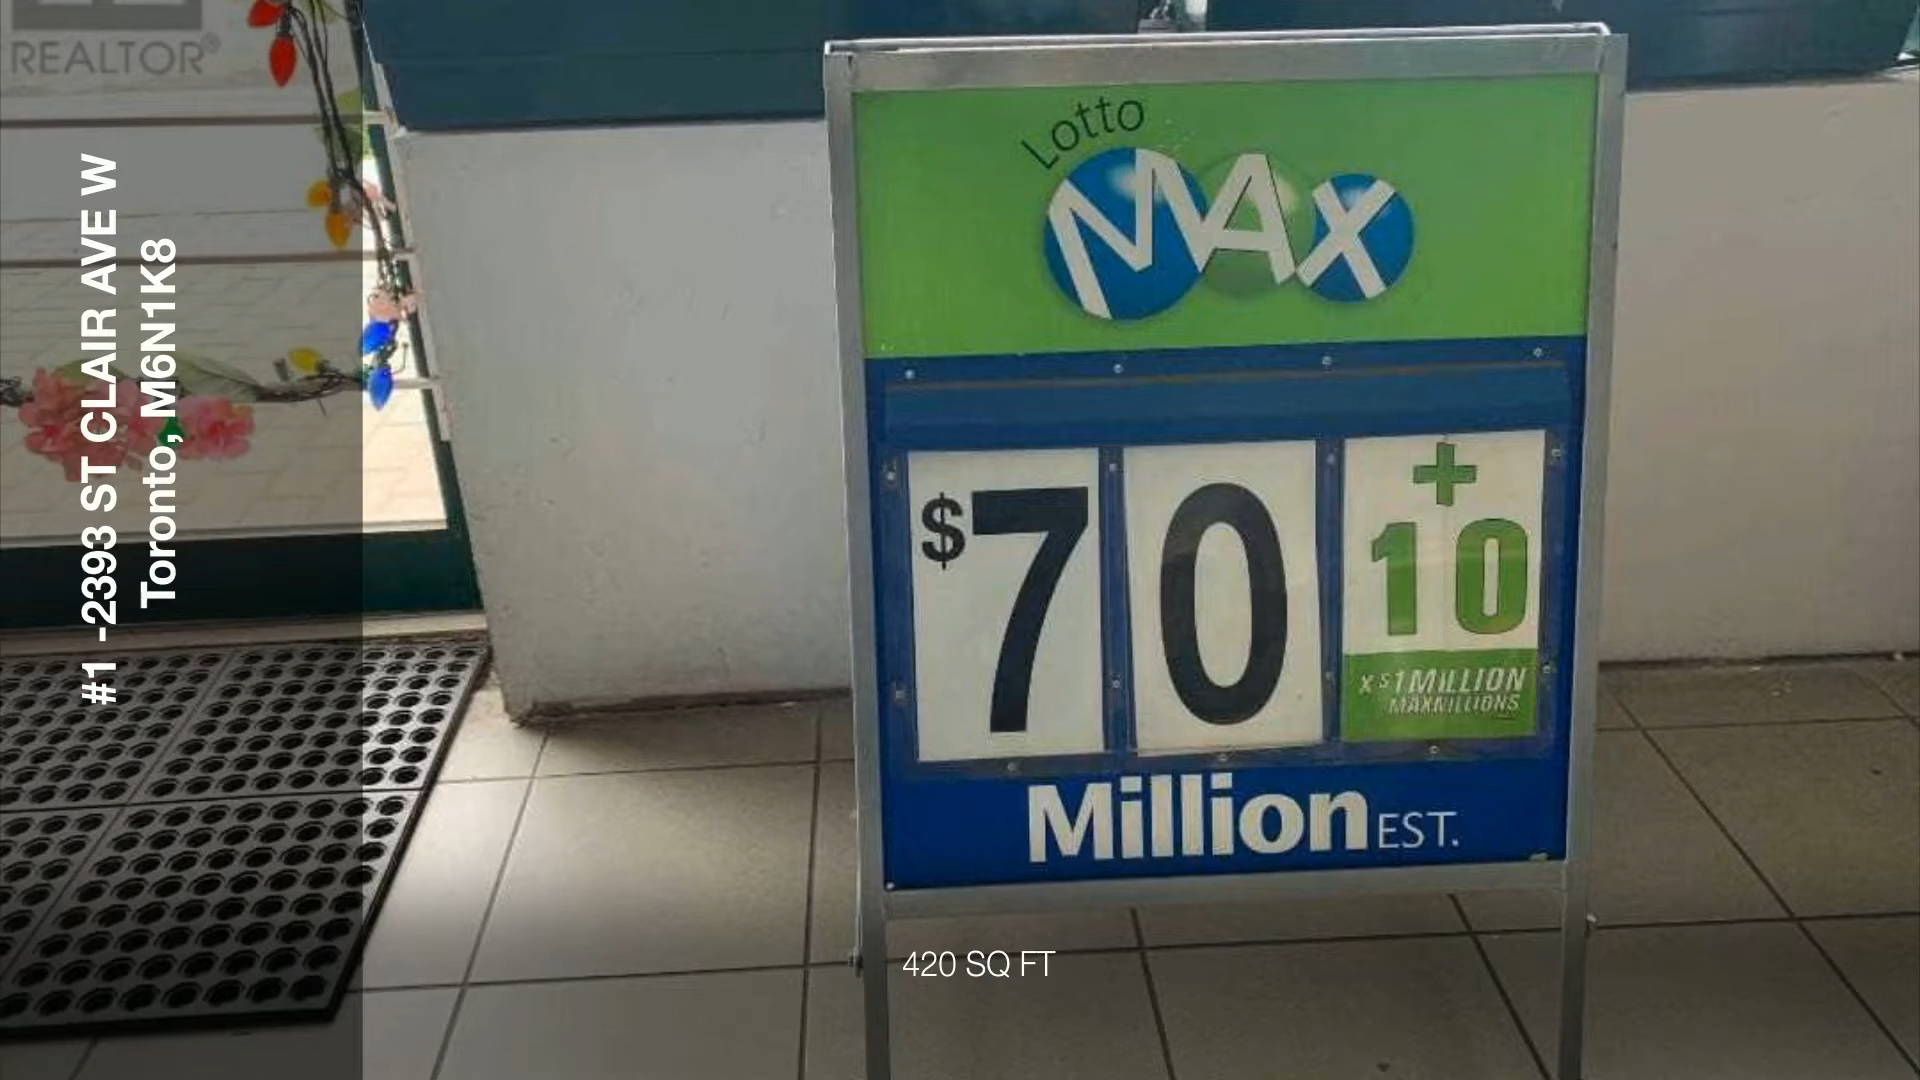 REALTOR®
#1 -2393 ST CLAIR AVE W
Toronto, M6N1K8
Lotto
MAX
$70
+
10
X $1 MILLION
MAXMILLIONS
Million EST.
420 SQ FT